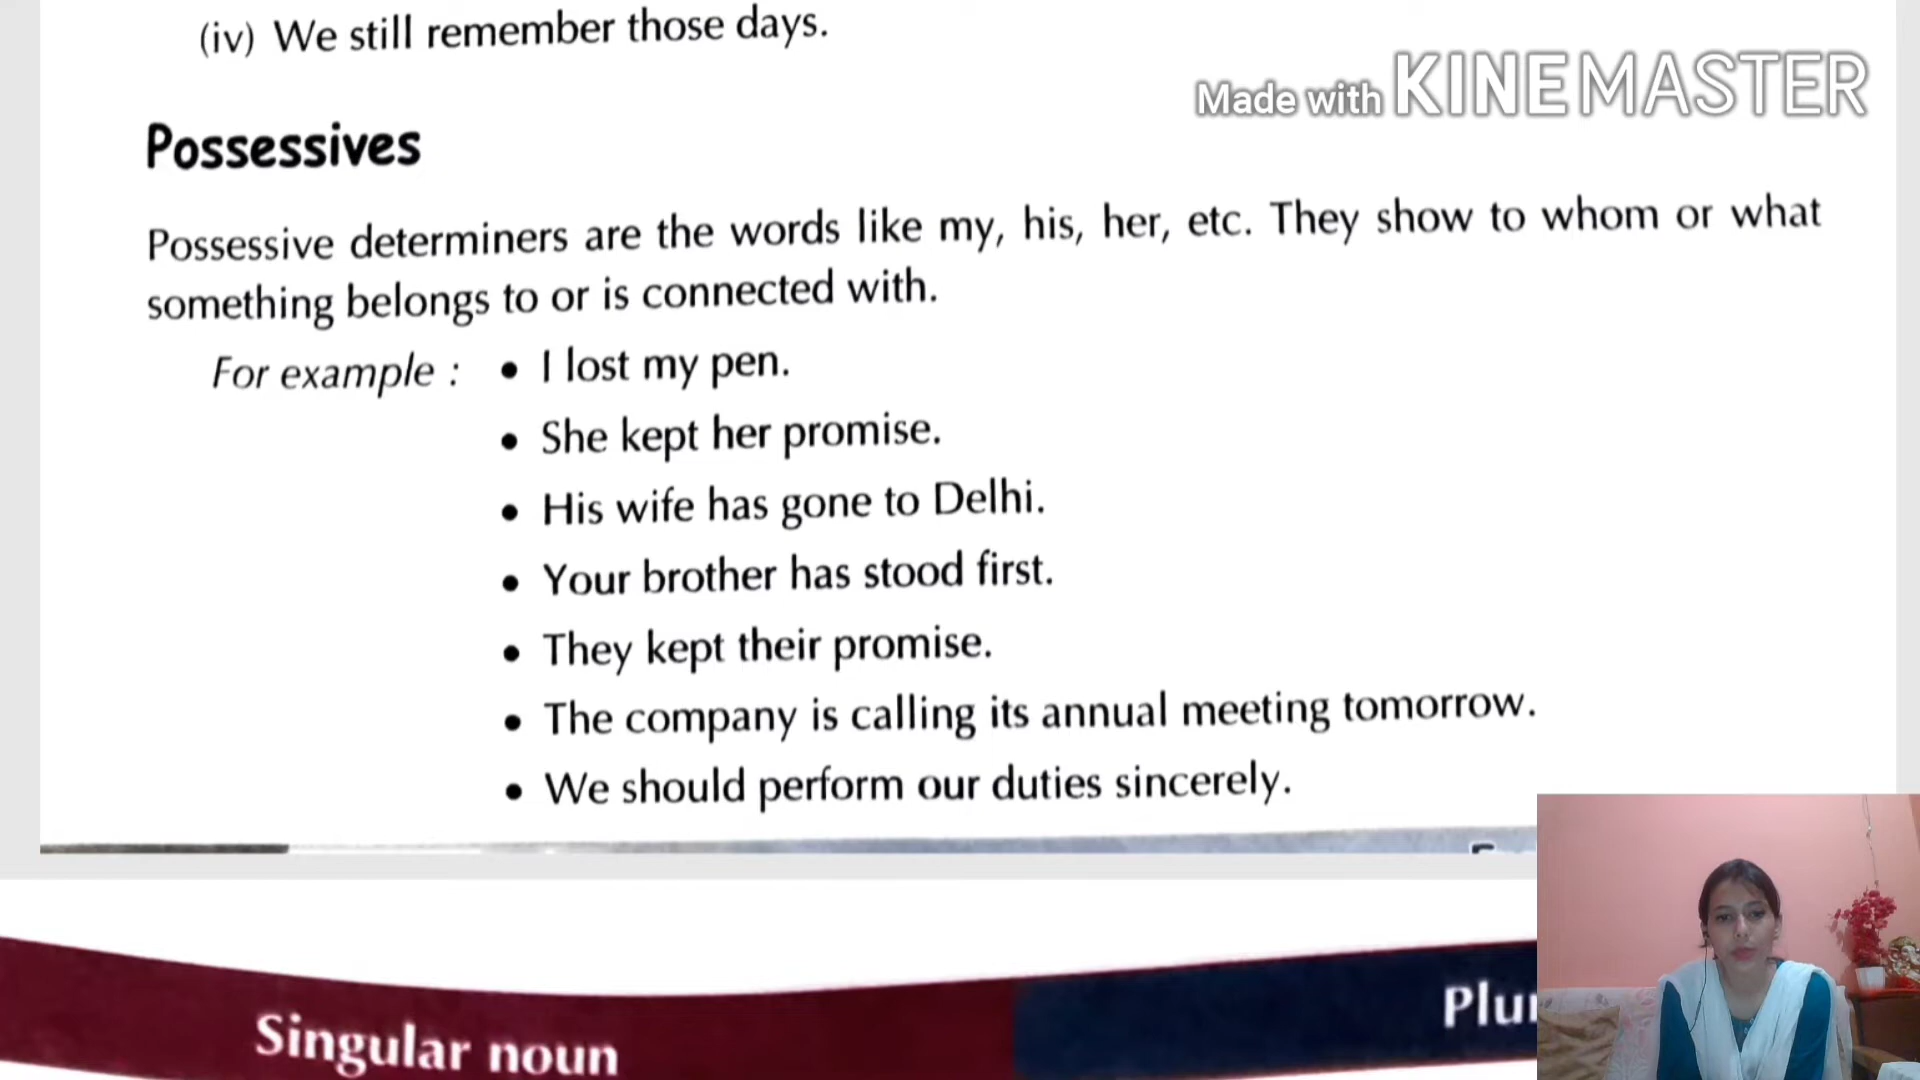 (iv) We still remember those days.
Made with KINEMASTER
Possessives
Possessive determiners are the words like my, his, her, etc. They show to whom or what
something belongs to or is connected with.
For example : • I lost my pen.
• She kept her promise.
• His wife has gone to Delhi.
• Your brother has stood first.
• They kept their promise.
• The company is calling its annual meeting tomorrow.
• We should perform our duties sincerely.
Singular noun